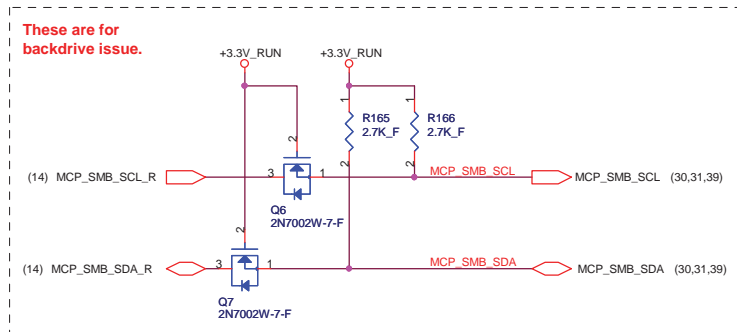 These are for
backdrive issue.
+3.3V_RUN
+3.3V_RUN
1
1
R165
2.7K_F
R166
2.7K_F
2
2
2
(14) MCP_SMB_SCL_R
3
1
MCP_SMB_SCL
MCP_SMB_SCL (30,31,39)
Q6
2N7002W-7-F
2
(14) MCP_SMB_SDA_R
3
1
MCP_SMB_SDA
MCP_SMB_SDA (30,31,39)
Q7
2N7002W-7-F